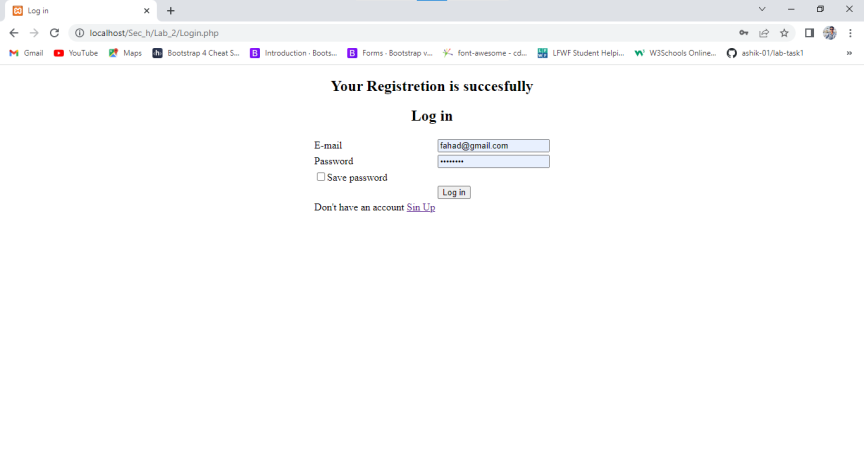 Log in
localhost/Sec_h/Lab_2/Login.php
Gmail YouTube Maps Bootstrap 4 Cheat S... Introduction · Boots... Forms · Bootstrap v... font-awesome - cd... LFWF Student Helpi... W3Schools Online... ashik-01/lab-task1 »
Your Registretion is succesfully
Log in
E-mail fahad@gmail.com
Password ••••••••
Save password
Log in
Don't have an account Sin Up